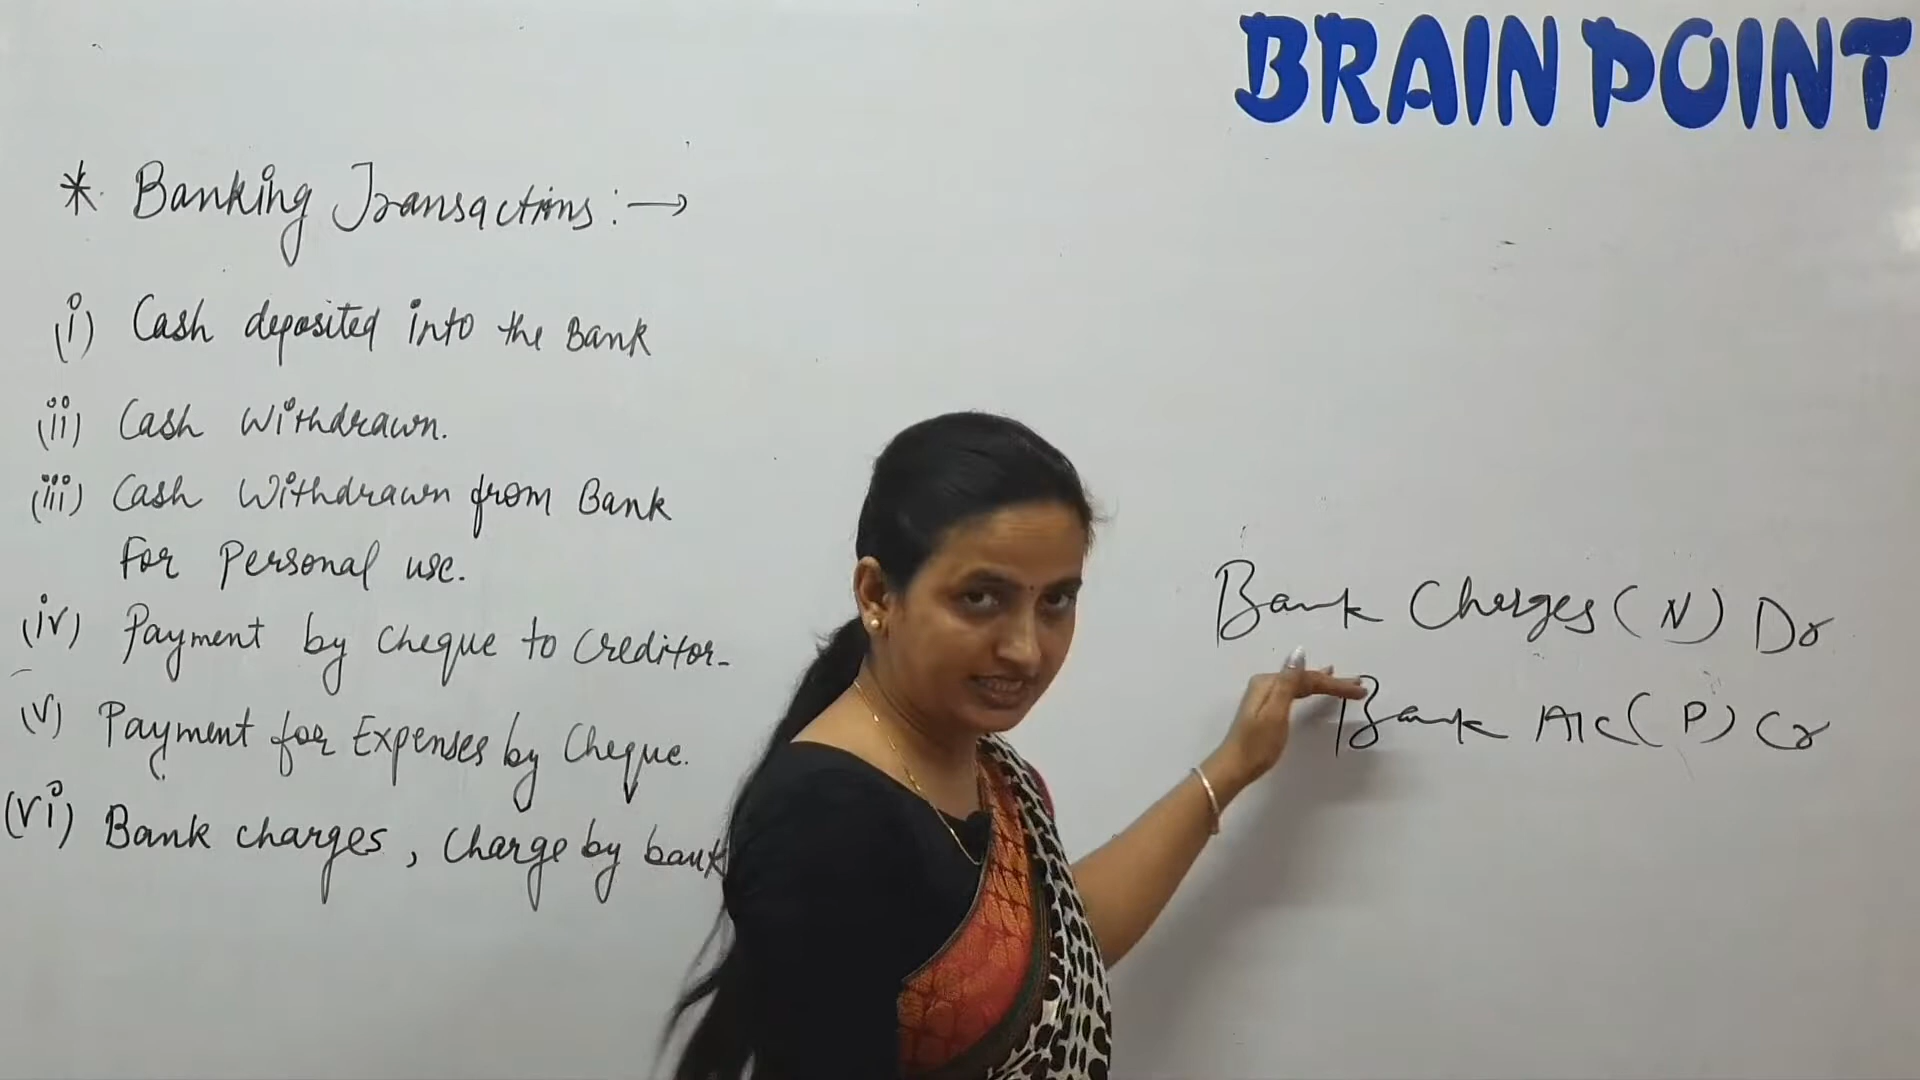 BRAIN POINT
* Banking Transactions :→
(i) Cash deposited into the Bank
(ii) Cash Withdrawn.
(iii) Cash Withdrawn from Bank
For Personal use.
(iv) Payment by Cheque to Creditor.
(v) Payment for Expenses by Cheque.
(vi) Bank charges, Charge by bank
Bank Charges (N) Dr
Bank A/c (P) Cr